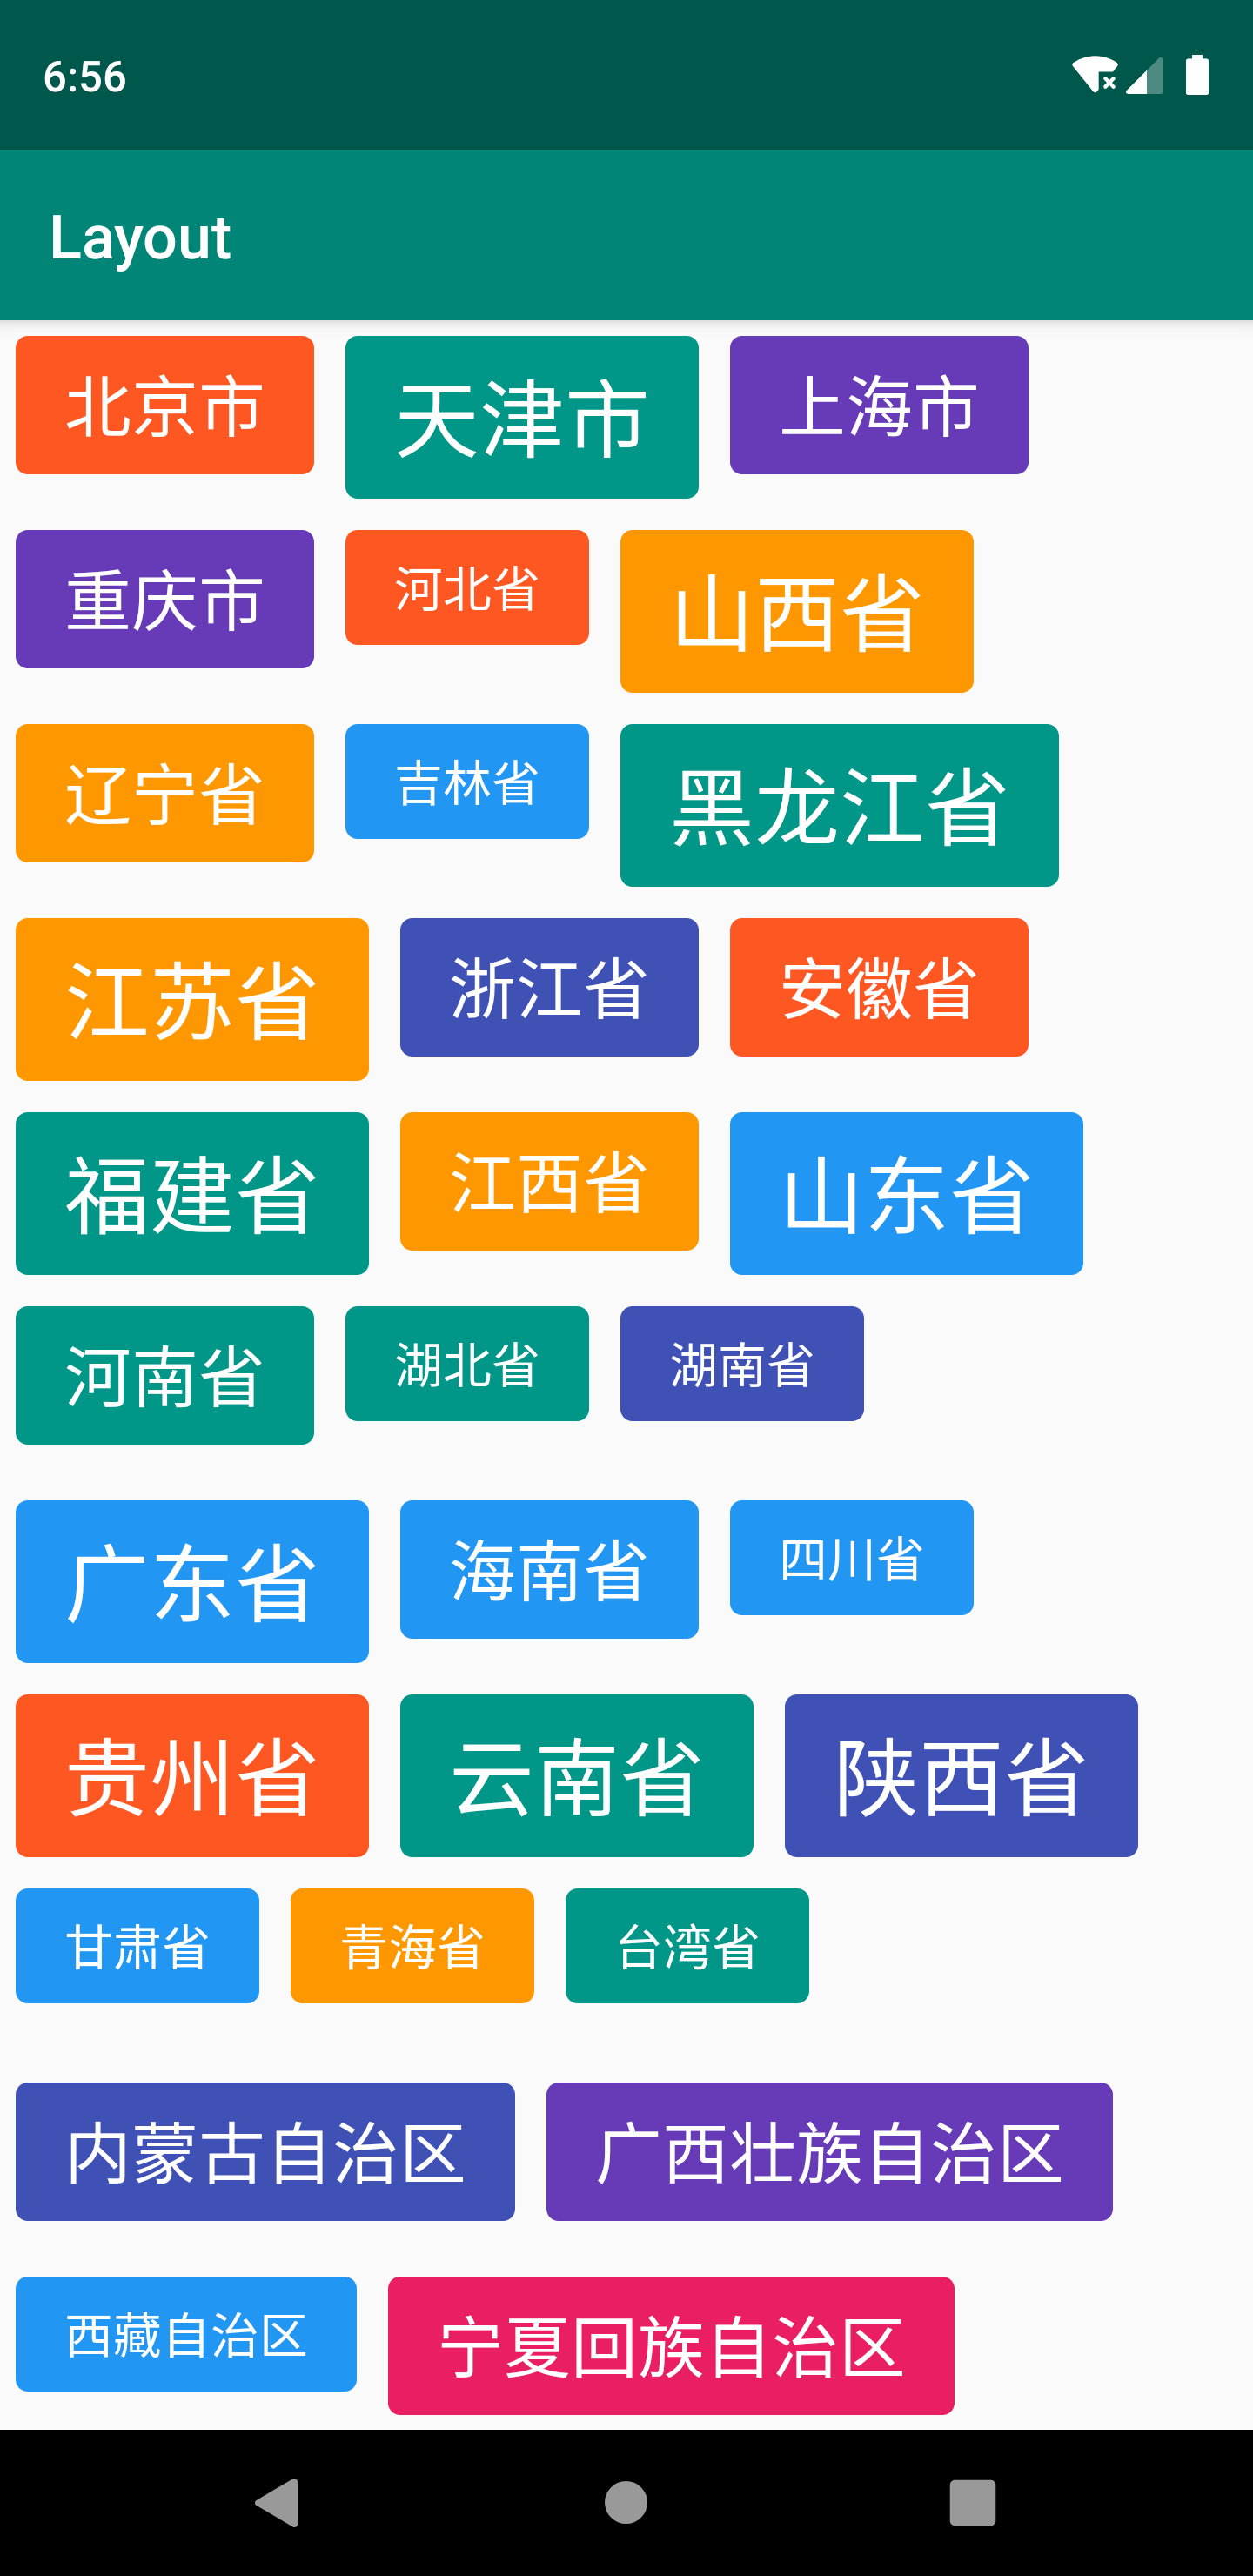 6:56
Layout
北京市 天津市 上海市
重庆市 河北省 山西省
辽宁省 吉林省 黑龙江省
江苏省 浙江省 安徽省
福建省 江西省 山东省
河南省 湖北省 湖南省
广东省 海南省 四川省
贵州省 云南省 陕西省
甘肃省 青海省 台湾省
内蒙古自治区 广西壮族自治区
西藏自治区 宁夏回族自治区